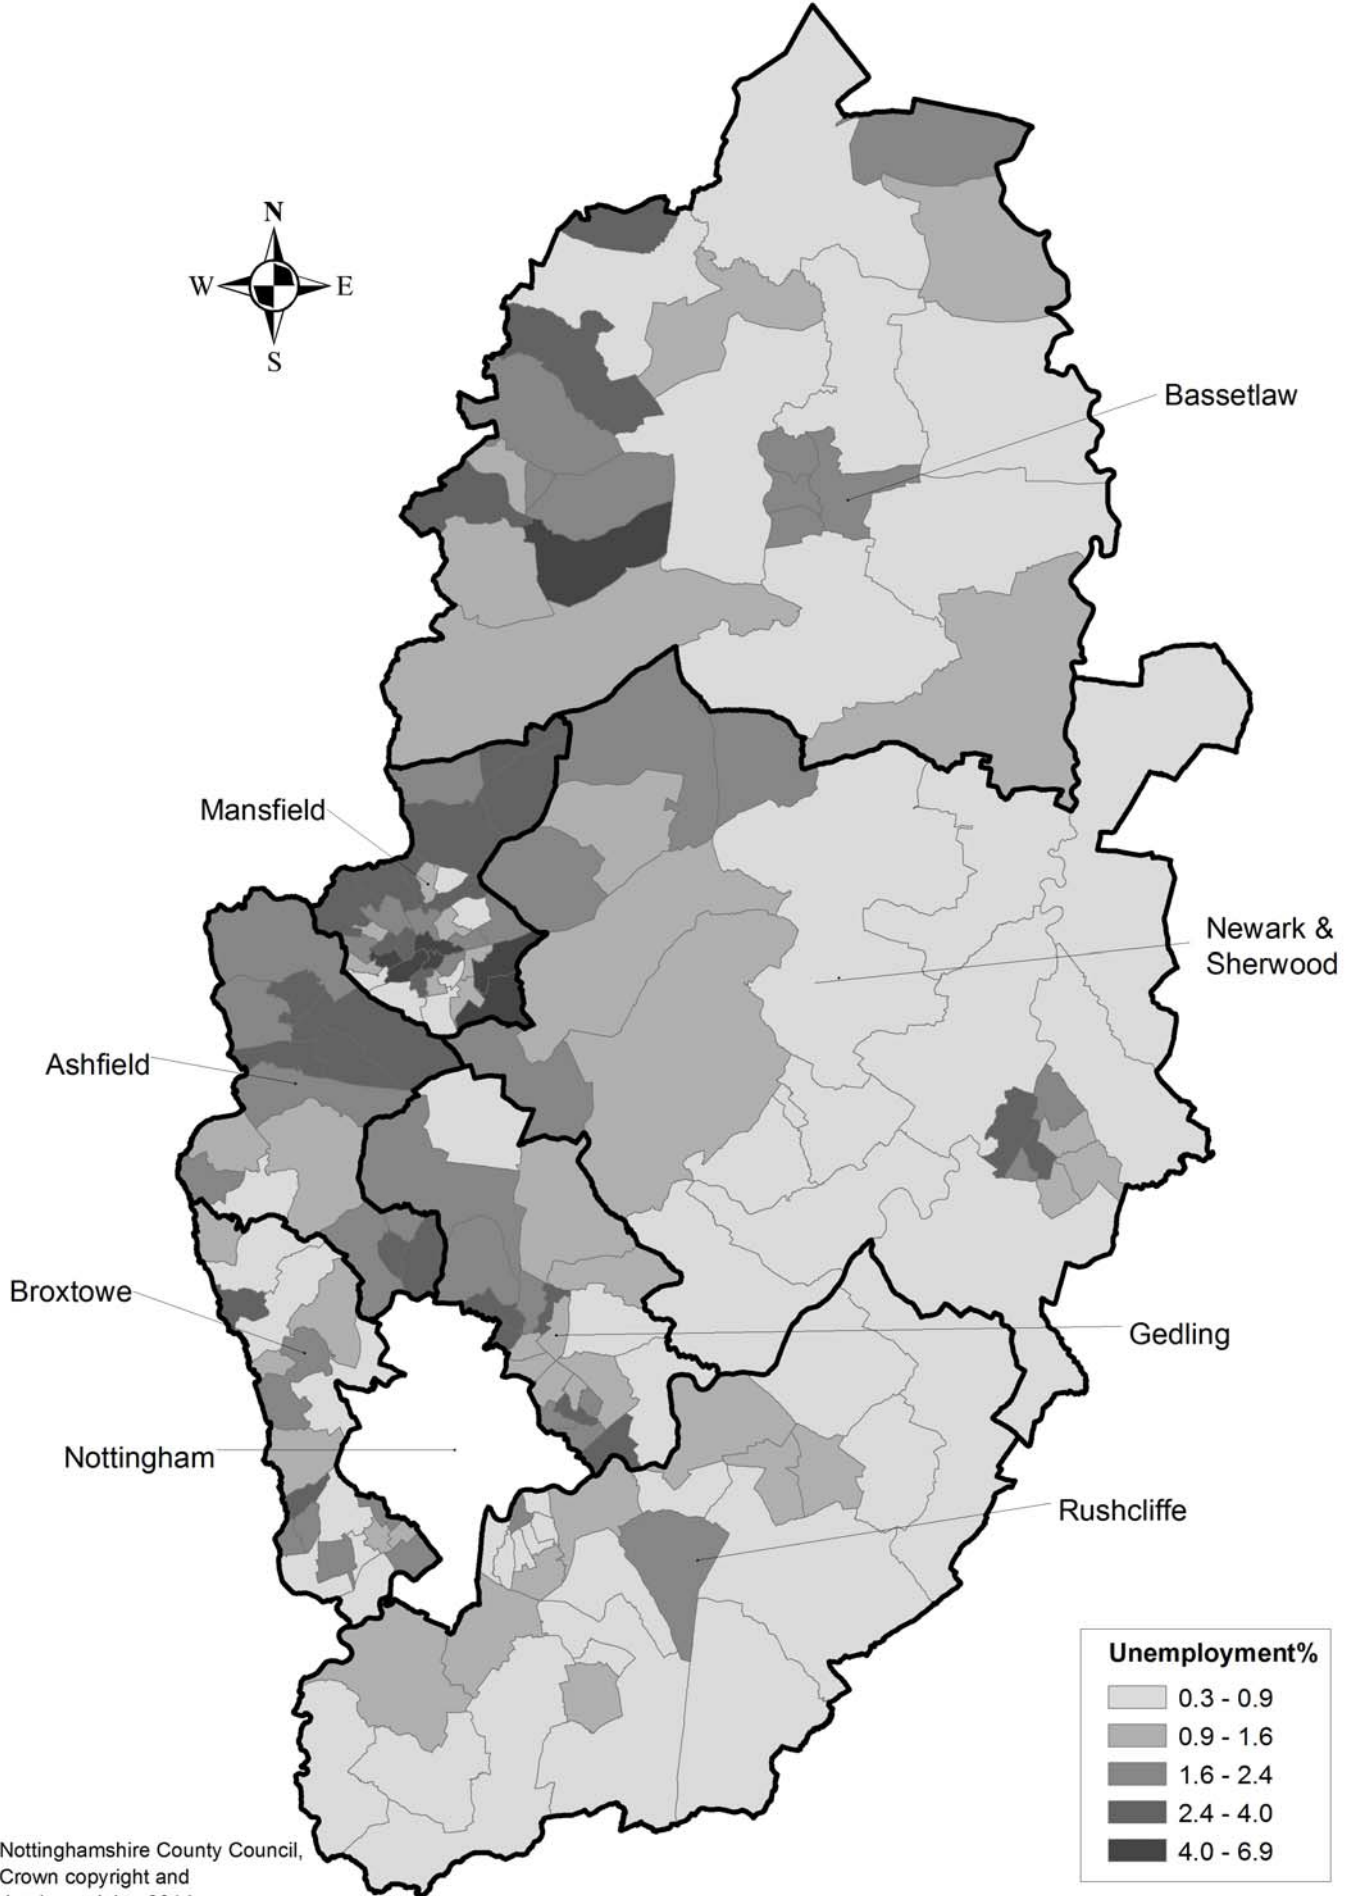 N
W
E
S
Bassetlaw
Mansfield
Newark &
Sherwood
Ashfield
Broxtowe
Gedling
Nottingham
Rushcliffe
Unemployment%
0.3 - 0.9
0.9 - 1.6
1.6 - 2.4
2.4 - 4.0
4.0 - 6.9
Nottinghamshire County Council,
Crown copyright and